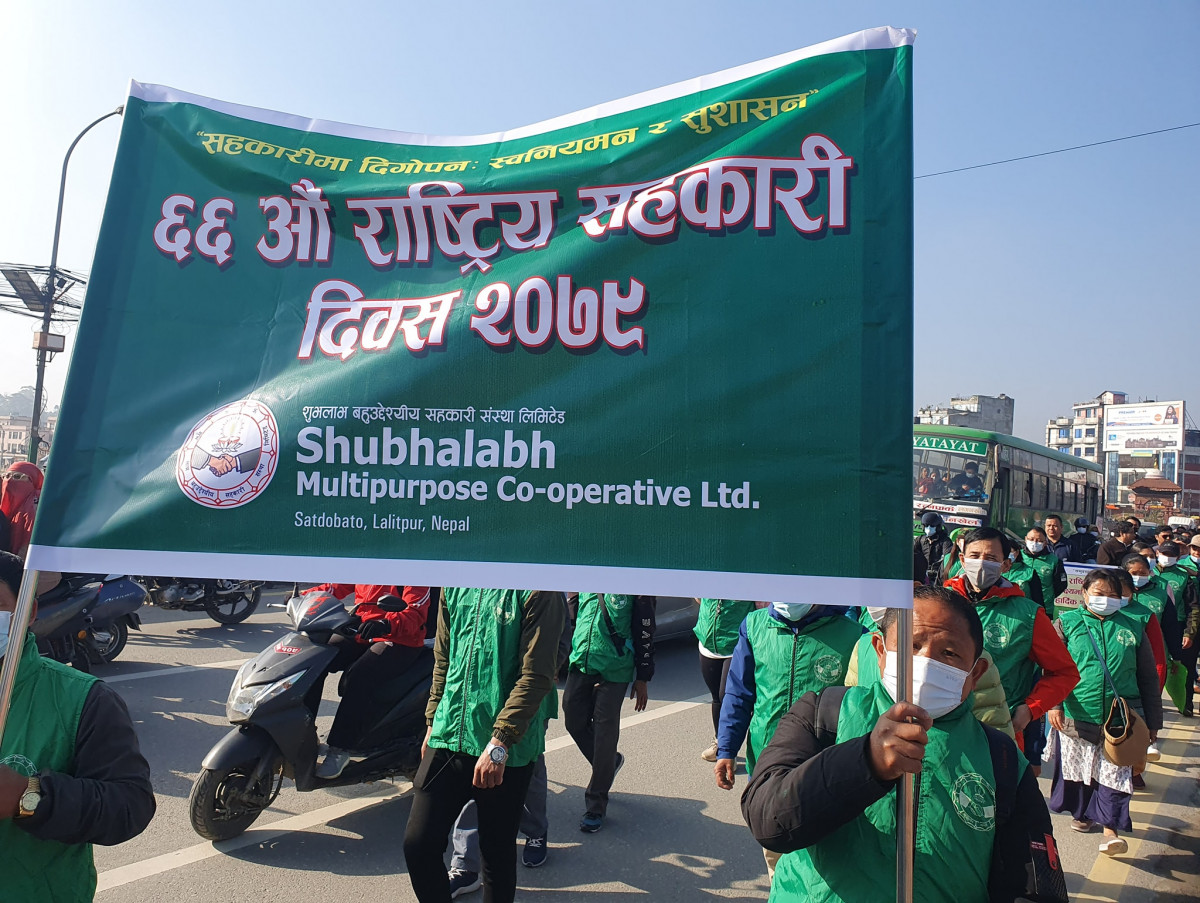 "सहकारीमा दिगोपनः स्वनियमन र सुशासन"
६६ औं राष्ट्रिय सहकारी
दिवस २०७९
शुभलाभ बहुउद्देश्यीय सहकारी संस्था लिमिटेड
Shubhalabh
Multipurpose Co-operative Ltd.
Satdobato, Lalitpur, Nepal
YATAYAT